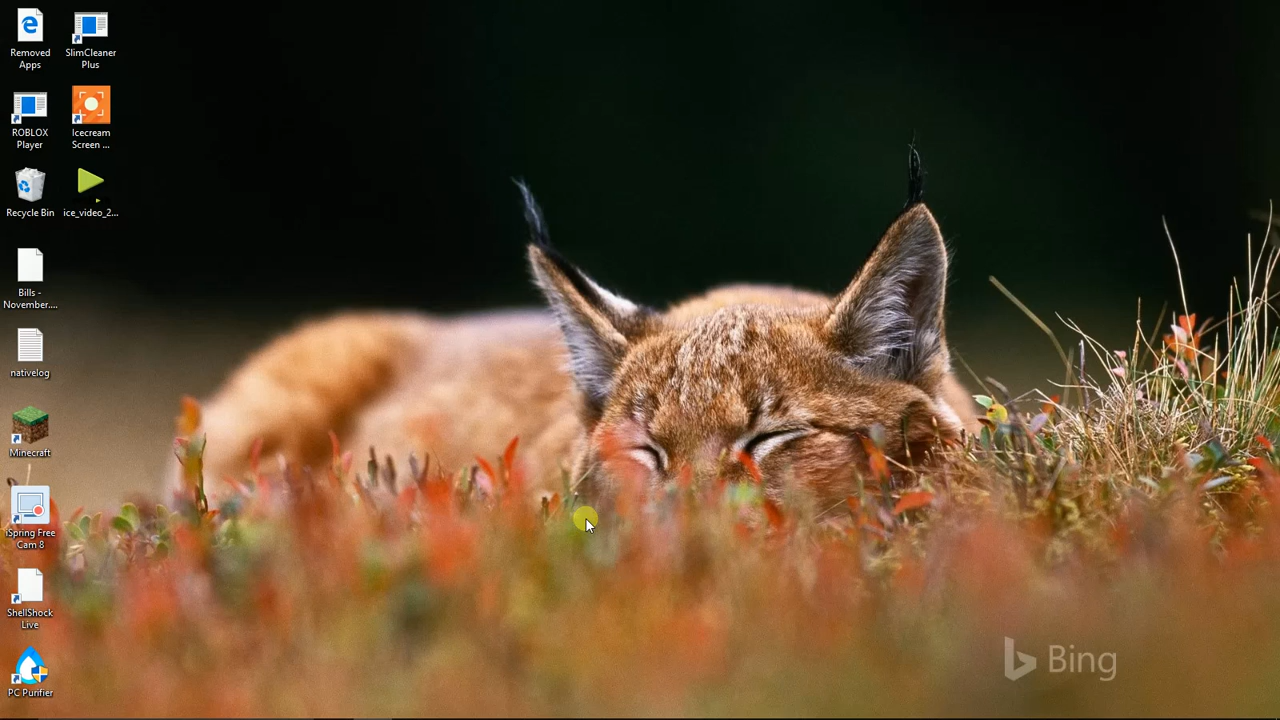 Removed
Apps
SlimCleaner
Plus
ROBLOX
Player
Icecream
Screen ...
Recycle Bin
ice_video_2...
Bills -
November....
nativelog
Minecraft
iSpring Free
Cam 8
ShellShock
Live
PC Purifier
Bing